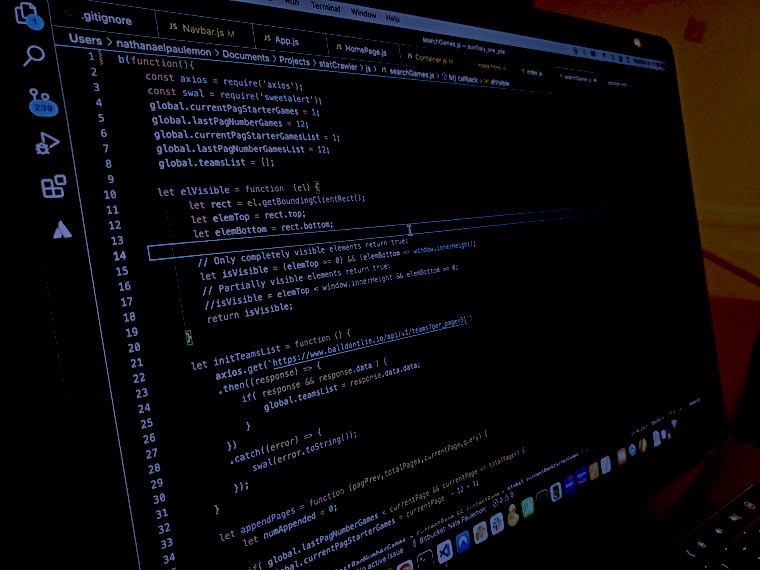 Run Terminal Window Help
searchGames.js — auxiliary_one_site
.gitignore JS Navbar.js M JS App.js JS HomePage.js JS Container.js M JS index.js
Users > nathanaelpaulemon > Documents > Projects > statCrawler > js > JS searchGames.js > b() callback > elVisible
1 b(function(){
2 const axios = require('axios');
3 const swal = require('sweetalert');
4 global.currentPagStarterGames = 1;
5 global.lastPagNumberGames = 12;
6 global.currentPagStarterGamesList = 1;
7 global.lastPagNumberGamesList = 12;
8 global.teamsList = [];
9
10 let elVisible = function (el) {
11 let rect = el.getBoundingClientRect();
12 let elemTop = rect.top;
13 let elemBottom = rect.bottom;
14
15 // Only completely visible elements return true:
16 let isVisible = (elemTop >= 0) && (elemBottom <= window.innerHeight);
17 // Partially visible elements return true:
18 //isVisible = elemTop < window.innerHeight && elemBottom >= 0;
19 return isVisible;
20 }
21
22 let initTeamsList = function () {
23 axios.get(`https://www.balldontlie.io/api/v1/teams?per_page=31`)
24 .then((response) => {
25 if( response && response.data ) {
26 global.teamsList = response.data.data;
27 }
28 })
29 .catch((error) => {
30 swal(error.toString());
31 });
32 }
33 let appendPages = function (pagPrev,totalPages,currentPage,query) {
34 let numAppended = 0;
if( global.lastPagNumberGames < currentPage && currentPage <= totalPages) {
global.currentPagStarterGames = currentPage
239
1
Bitbucket: Nate Paulemon:
No active issue